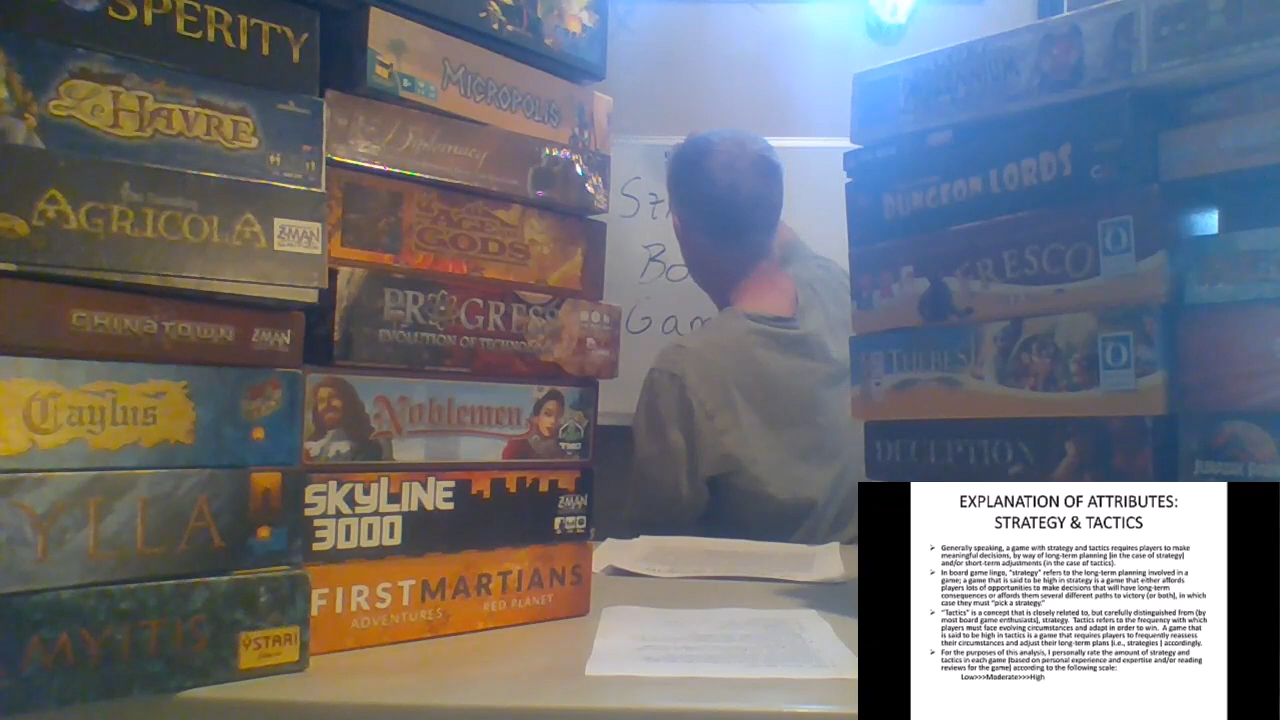 SPERITY
LE HAVRE
AGRICOLA
Z-MAN
CHINATOWN
Z-MAN
Caylus
YLLA
MYITIS
YSTARI
MICROPOLIS
Diplomacy
AGE
GODS
PROGRESS
EVOLUTION OF TECHNO
Noblemen
TMG
SKYLINE
3000
Z-MAN
FIRST MARTIANS
ADVENTURES RED PLANET
St
Bo
Gam
DUNGEON LORDS
FRESCO
THEBES
DECEPTION
JURASSIC
EXPLANATION OF ATTRIBUTES:
STRATEGY & TACTICS
➢ Generally speaking, a game with strategy and tactics requires players to make
meaningful decisions, by way of long-term planning (in the case of strategy)
and/or short-term adjustments (in the case of tactics).
➢ In board game lingo, "strategy" refers to the long-term planning involved in a
game; a game that is said to be high in strategy is a game that either affords
players lots of opportunities to make decisions that will have long-term
consequences or affords them several different paths to victory (or both), in which
case they must "pick a strategy."
➢ "Tactics" is a concept that is closely related to, but carefully distinguished from (by
most board game enthusiasts), strategy. Tactics refers to the frequency with which
players must face evolving circumstances and adapt in order to win. A game that
is said to be high in tactics is a game that requires players to frequently reassess
their circumstances and adjust their long-term plans (i.e., strategies ) accordingly.
➢ For the purposes of this analysis, I personally rate the amount of strategy and
tactics in each game (based on personal experience and expertise and/or reading
reviews for the game) according to the following scale:
Low>>>Moderate>>>High